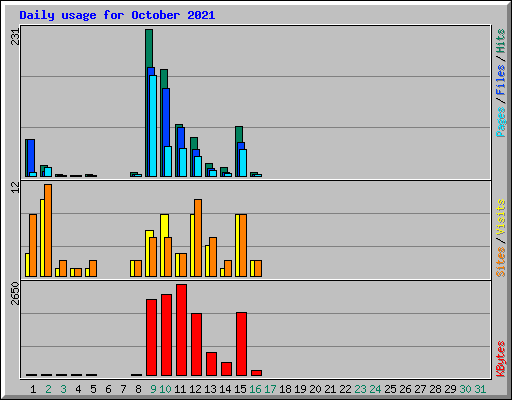 Daily usage for October 2021
231
12
2650
Pages / Files / Hits
Sites / Visits
KBytes
1 2 3 4 5 6 7 8 9 10 11 12 13 14 15 16 17 18 19 20 21 22 23 24 25 26 27 28 29 30 31